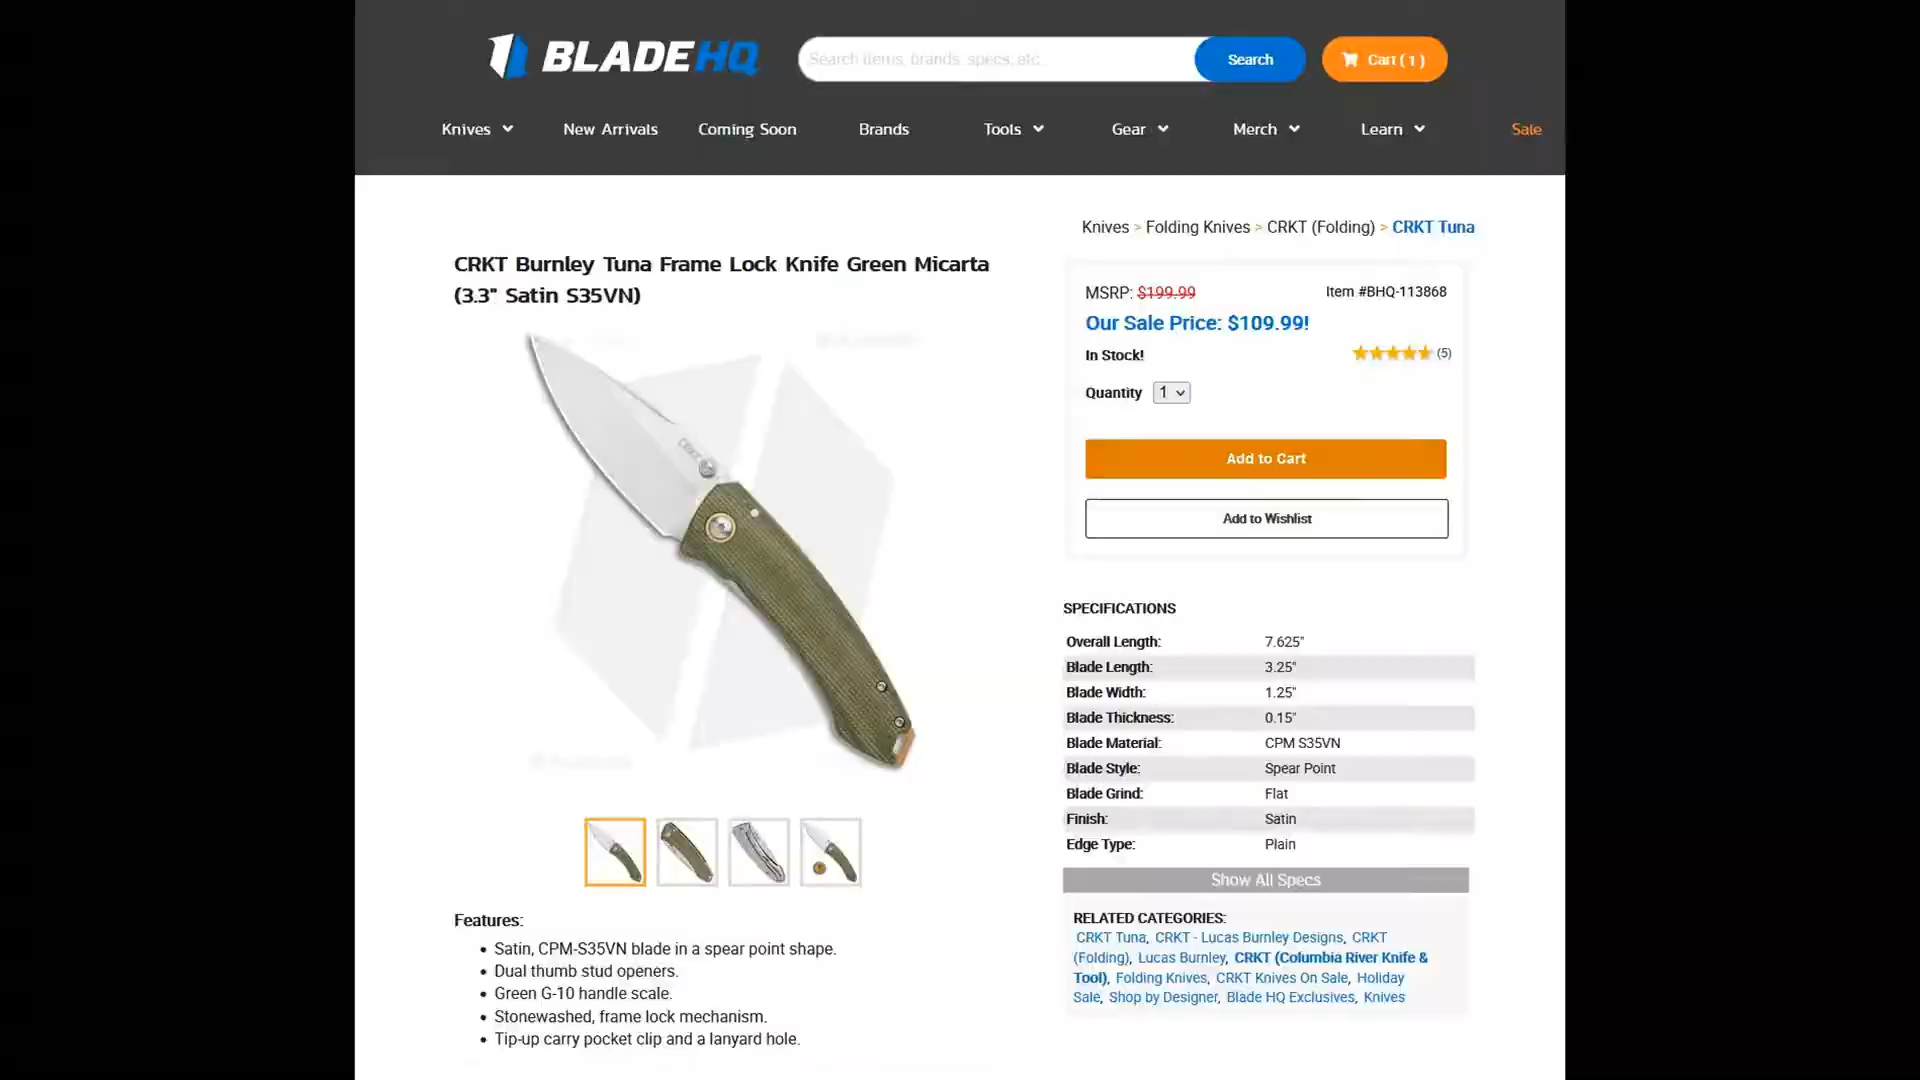 BLADEHQ
Search items, brands, specs, etc.
Search
Cart ( 1 )
Knives
New Arrivals
Coming Soon
Brands
Tools
Gear
Merch
Learn
Sale
Knives > Folding Knives > CRKT (Folding) > CRKT Tuna
CRKT Burnley Tuna Frame Lock Knife Green Micarta
(3.3" Satin S35VN)
CRKT
MSRP: $199.99
Item #BHQ-113868
Our Sale Price: $109.99!
In Stock!
(5)
Quantity 1
Add to Cart
Add to Wishlist
SPECIFICATIONS
Overall Length: 7.625"
Blade Length: 3.25"
Blade Width: 1.25"
Blade Thickness: 0.15"
Blade Material: CPM S35VN
Blade Style: Spear Point
Blade Grind: Flat
Finish: Satin
Edge Type: Plain
Show All Specs
RELATED CATEGORIES:
CRKT Tuna, CRKT - Lucas Burnley Designs, CRKT
(Folding), Lucas Burnley, CRKT (Columbia River Knife &
Tool), Folding Knives, CRKT Knives On Sale, Holiday
Sale, Shop by Designer, Blade HQ Exclusives, Knives
Features:
• Satin, CPM-S35VN blade in a spear point shape.
• Dual thumb stud openers.
• Green G-10 handle scale.
• Stonewashed, frame lock mechanism.
• Tip-up carry pocket clip and a lanyard hole.